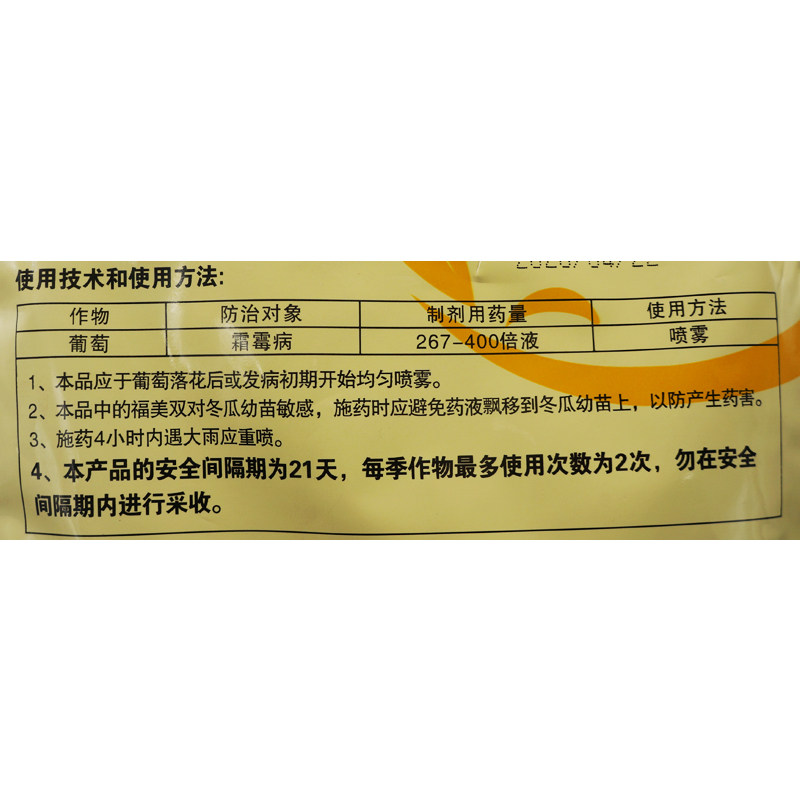 使用技术和使用方法:
作物 防治对象 制剂用药量 使用方法
葡萄 霜霉病 267-400倍液 喷雾
1、本品应于葡萄落花后或发病初期开始均匀喷雾。
2、本品中的福美双对冬瓜幼苗敏感，施药时应避免药液飘移到冬瓜幼苗上，以防产生药害。
3、施药4小时内遇大雨应重喷。
4、本产品的安全间隔期为21天，每季作物最多使用次数为2次，勿在安全
间隔期内进行采收。